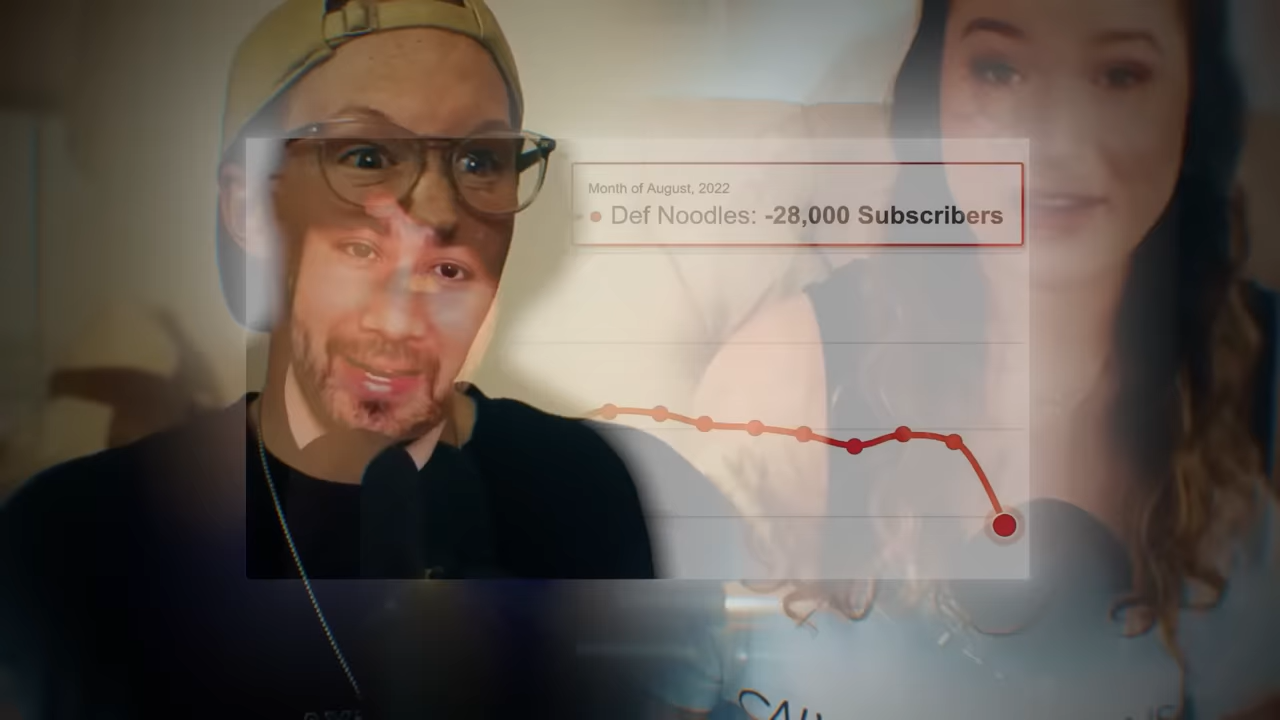 Month of August, 2022
Def Noodles: -28,000 Subscribers